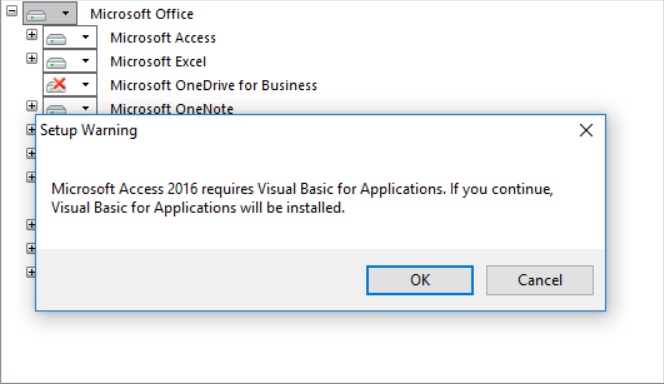 Microsoft Office
Microsoft Access
Microsoft Excel
Microsoft OneDrive for Business
Microsoft OneNote
Setup Warning
Microsoft Access 2016 requires Visual Basic for Applications. If you continue,
Visual Basic for Applications will be installed.
OK Cancel